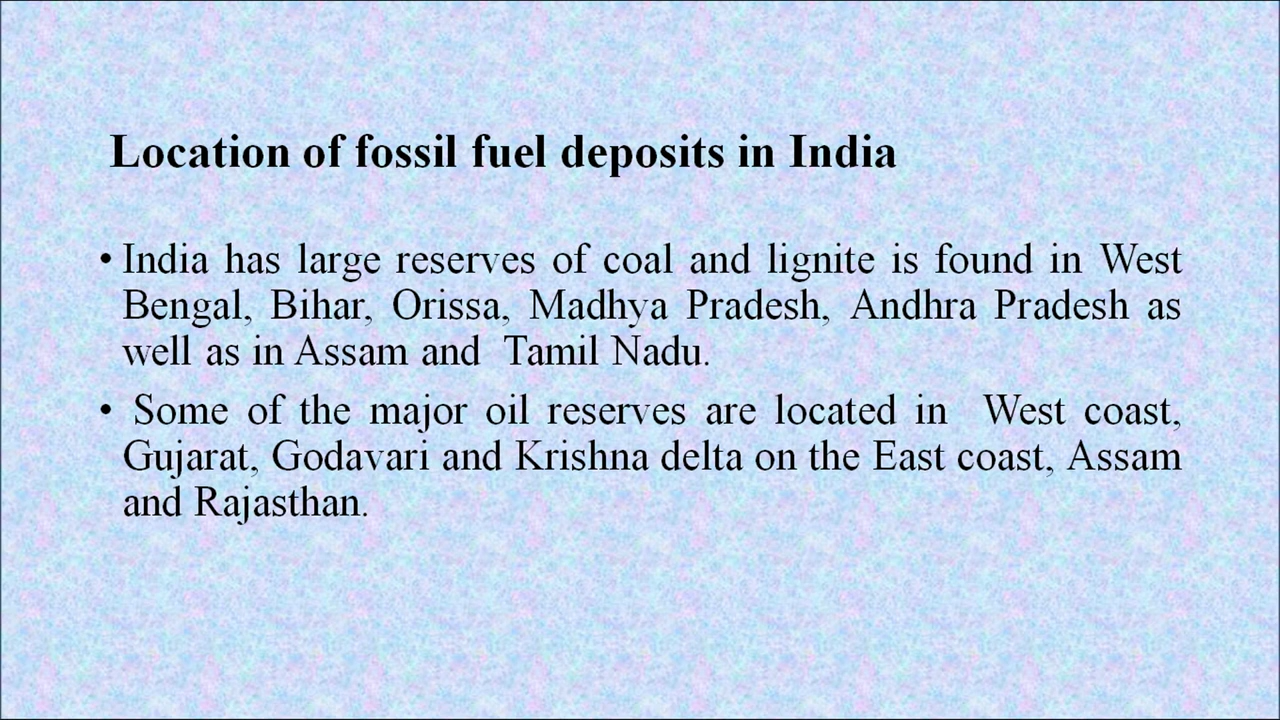 Location of fossil fuel deposits in India
• India has large reserves of coal and lignite is found in West
Bengal, Bihar, Orissa, Madhya Pradesh, Andhra Pradesh as
well as in Assam and  Tamil Nadu.
•  Some of the major oil reserves are located in  West coast,
Gujarat, Godavari and Krishna delta on the East coast, Assam
and Rajasthan.